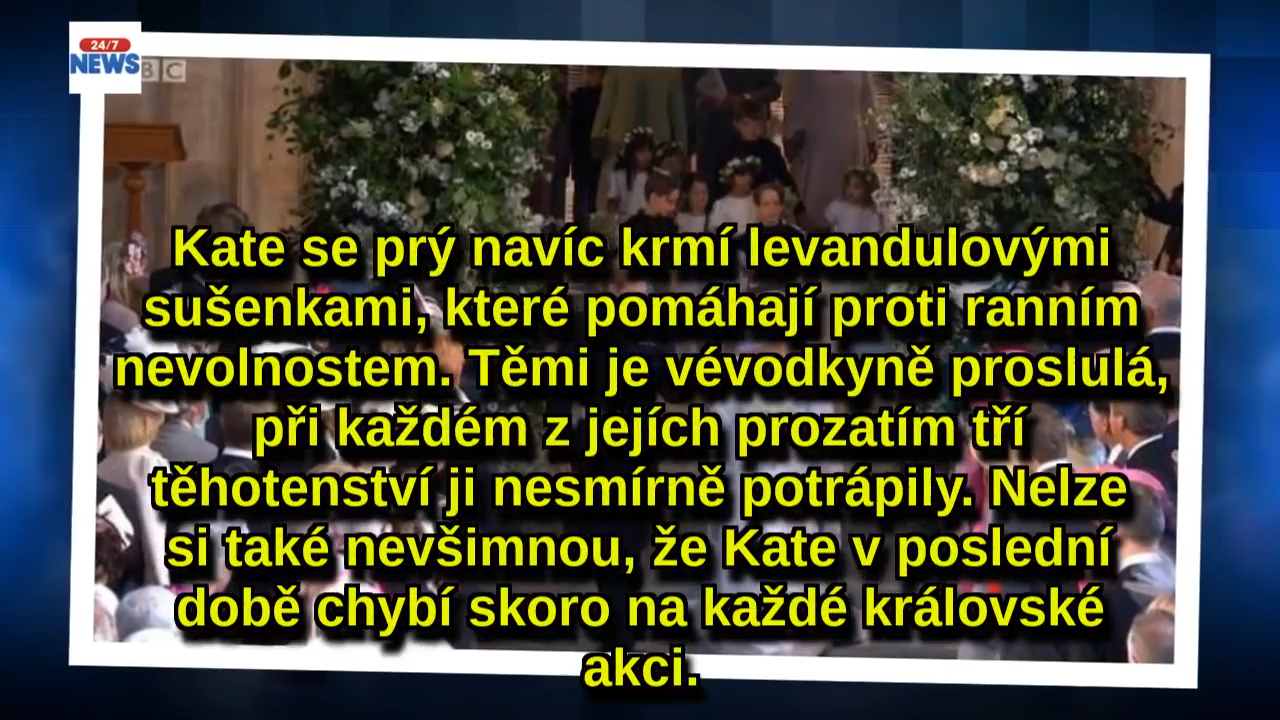 24/7
NEWS
BC
Kate se prý navíc krmí levandulovými
sušenkami, které pomáhají proti ranním
nevolnostem. Těmi je vévodkyně proslulá,
při každém z jejích prozatím tří
těhotenství ji nesmírně potrápily. Nelze
si také nevšimnou, že Kate v poslední
době chybí skoro na každé královské
akci.